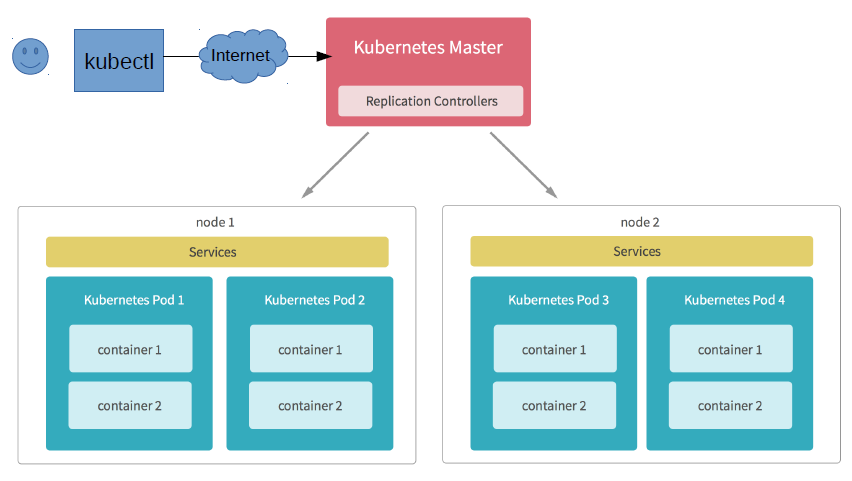 kubectl
Internet
Kubernetes Master
Replication Controllers
node 1
Services
Kubernetes Pod 1
container 1
container 2
Kubernetes Pod 2
container 1
container 2
node 2
Services
Kubernetes Pod 3
container 1
container 2
Kubernetes Pod 4
container 1
container 2